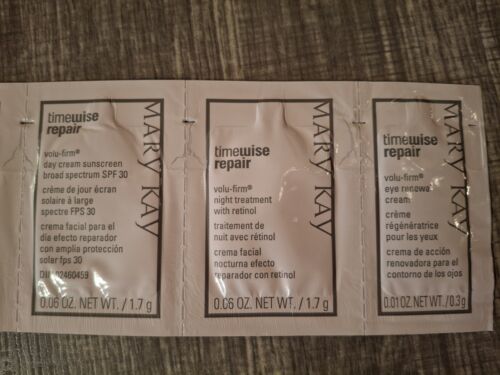 timewise
repair
volu-firm®
day cream sunscreen
broad spectrum SPF 30
crème de jour écran
solaire à large
spectre FPS 30
crema facial para el
día efecto reparador
con amplia protección
solar fps 30
02460459
0.06 OZ. NET WT. / 1.7 g
MARY KAY
timewise
repair
volu-firm®
night treatment
with retinol
traitement de
nuit avec rétinol
crema facial
nocturna efecto
reparador con retinol
0.06 OZ. NET WT. / 1.7 g
MARY KAY
timewise
repair
volu-firm®
eye renewal
cream
crème
régénératrice
pour les yeux
crema de acción
renovadora para el
contorno de los ojos
0.01 OZ. NET WT./0.3 g
MARY KAY